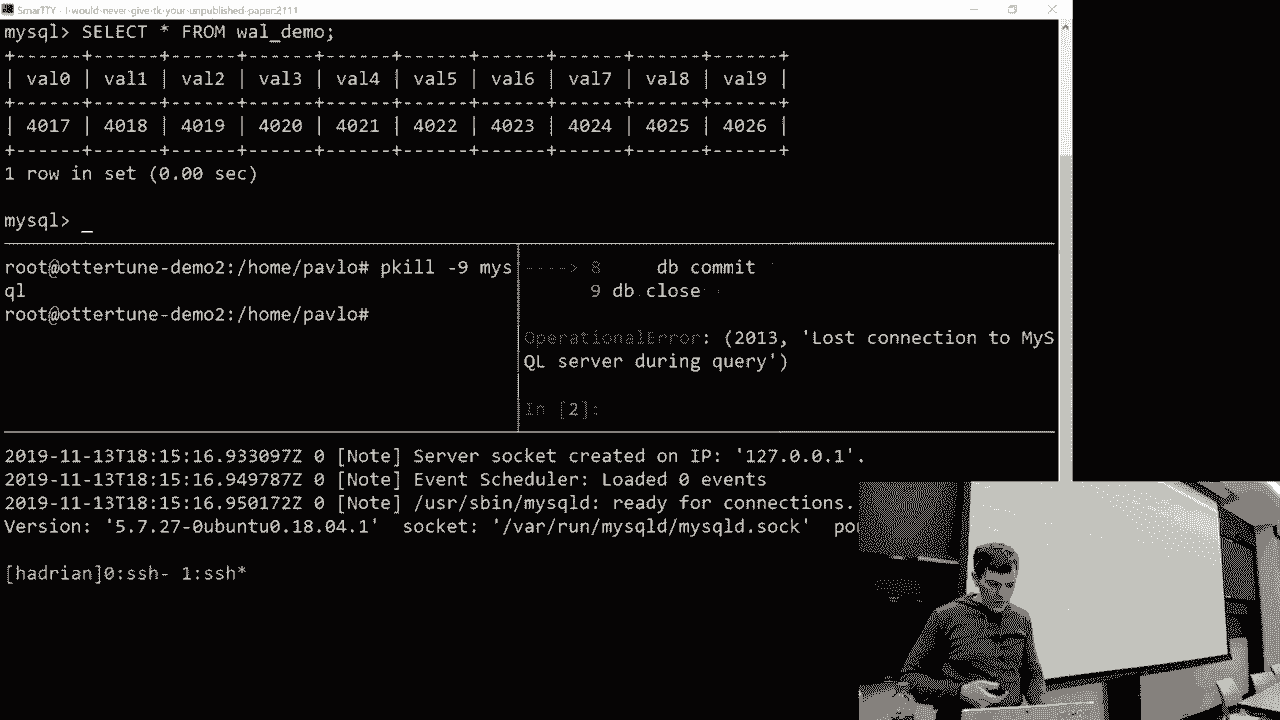 SmarTTY - I-would-never-give-tk-your-unpublished-paper-2111
mysql> SELECT * FROM wal_demo;
+------+------+------+------+------+------+------+------+------+------+
| val0 | val1 | val2 | val3 | val4 | val5 | val6 | val7 | val8 | val9 |
+------+------+------+------+------+------+------+------+------+------+
| 4017 | 4018 | 4019 | 4020 | 4021 | 4022 | 4023 | 4024 | 4025 | 4026 |
+------+------+------+------+------+------+------+------+------+------+
1 row in set (0.00 sec)
mysql> _
root@ottertune-demo2:/home/pavlo# pkill -9 mys
ql
root@ottertune-demo2:/home/pavlo#
----> 8 db commit
9 db close
OperationalError: (2013, 'Lost connection to MyS
QL server during query')
In [2]:
2019-11-13T18:15:16.933097Z 0 [Note] Server socket created on IP: '127.0.0.1'.
2019-11-13T18:15:16.949787Z 0 [Note] Event Scheduler: Loaded 0 events
2019-11-13T18:15:16.950172Z 0 [Note] /usr/sbin/mysqld: ready for connections.
Version: '5.7.27-0ubuntu0.18.04.1' socket: '/var/run/mysqld/mysqld.sock'
[hadrian]0:ssh- 1:ssh*